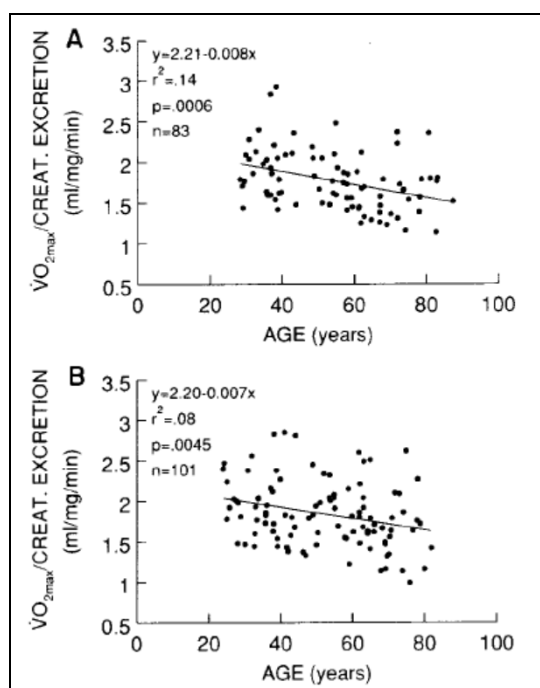 A
y=2.21-0.008x
r²=.14
p=.0006
n=83
V̇O2max/CREAT. EXCRETION
(ml/mg/min)
3.5
3
2.5
2
1.5
1
0.5
0
20
40
60
80
100
AGE (years)
B
y=2.20-0.007x
r²=.08
p=.0045
n=101
V̇O2max/CREAT. EXCRETION
(ml/mg/min)
3.5
3
2.5
2
1.5
1
0.5
0
20
40
60
80
100
AGE (years)